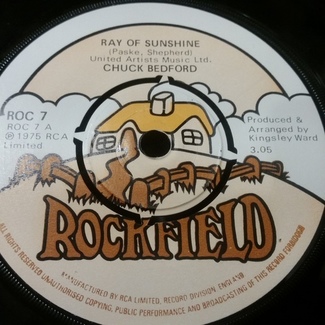 RAY OF SUNSHINE
(Paske, Shepherd)
United Artists Music Ltd.
CHUCK BEDFORD
ROC 7
ROC 7 A
℗ 1975 RCA
Limited
Produced &
Arranged by
Kingsley Ward
3.05
ROCKFIELD
MANUFACTURED BY RCA LIMITED, RECORD DIVISION, ENGLAND
ALL RIGHTS RESERVED UNAUTHORISED COPYING, PUBLIC PERFORMANCE AND BROADCASTING OF THIS RECORD FORBIDDEN